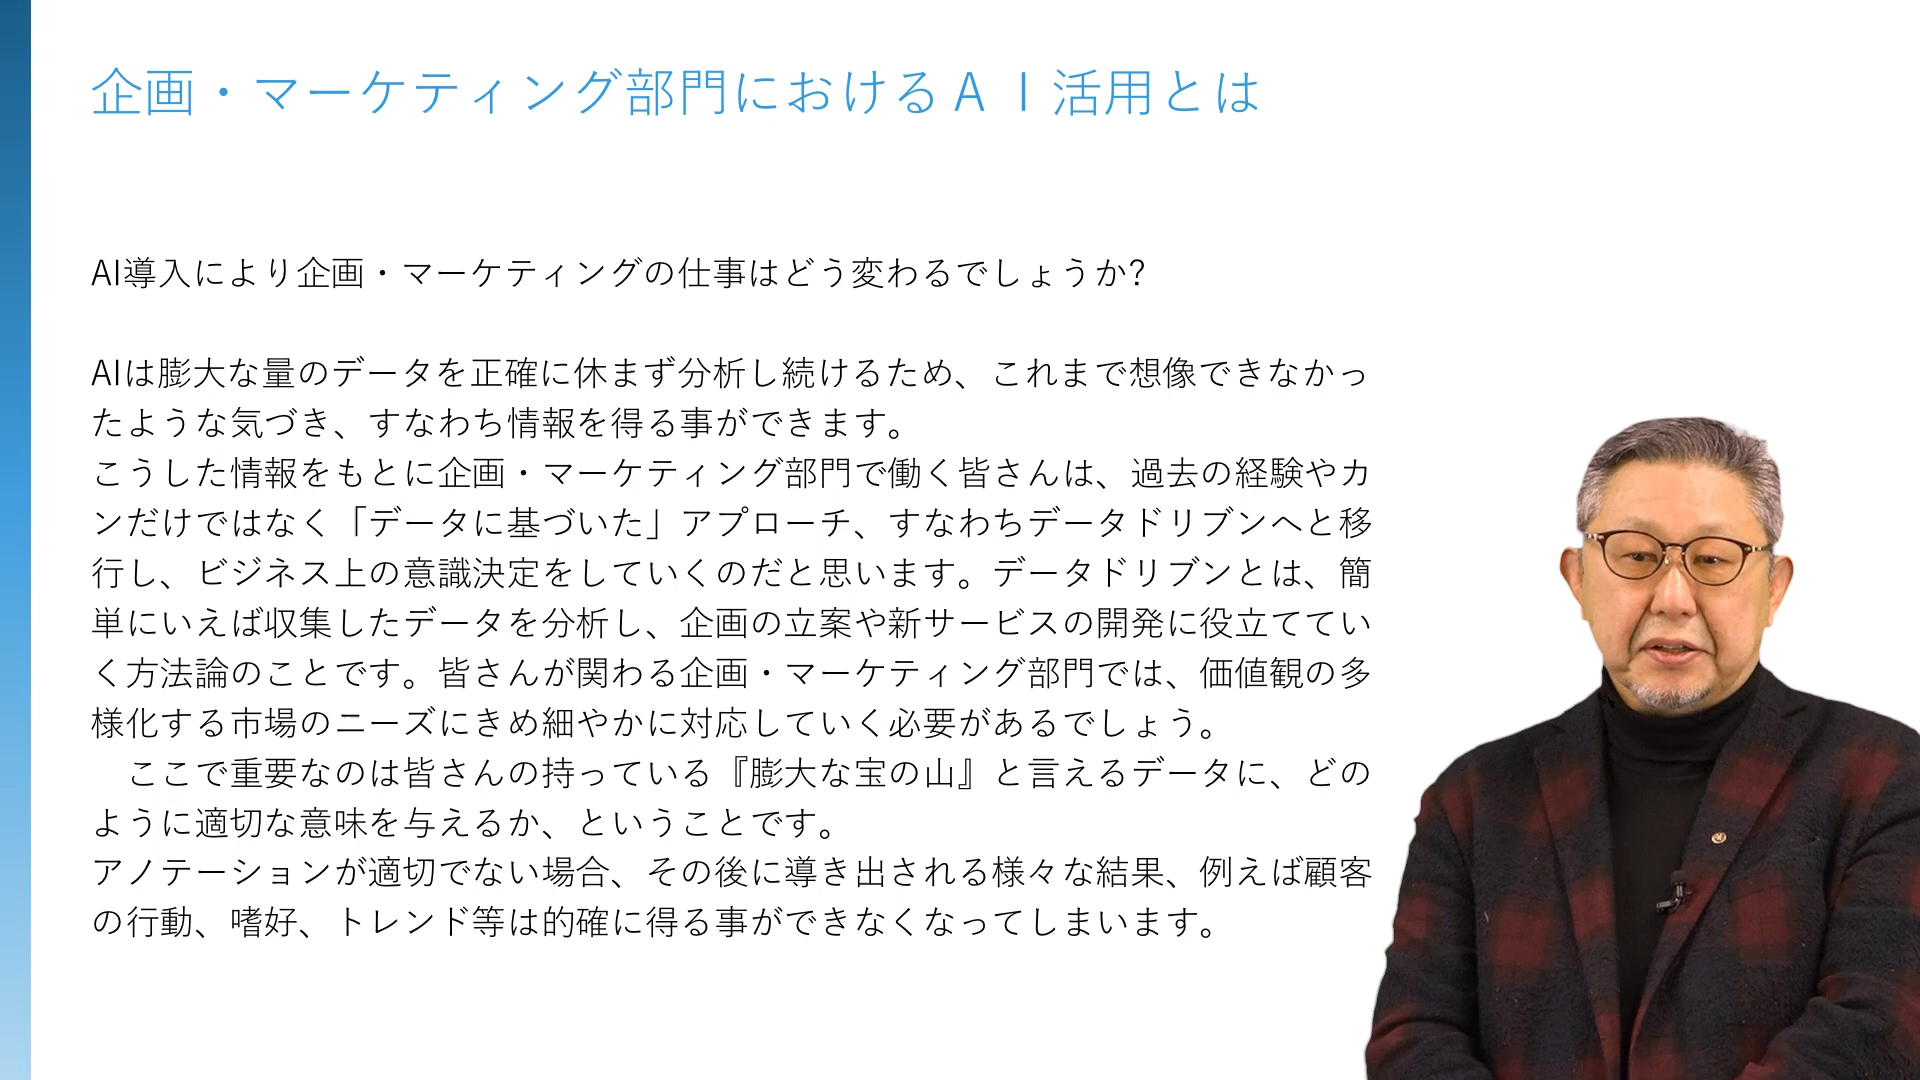 企画・マーケティング部門におけるＡＩ活用とは
AI導入により企画・マーケティングの仕事はどう変わるでしょうか?
AIは膨大な量のデータを正確に休まず分析し続けるため、これまで想像できなかっ
たような気づき、すなわち情報を得る事ができます。
こうした情報をもとに企画・マーケティング部門で働く皆さんは、過去の経験やカ
ンだけではなく「データに基づいた」アプローチ、すなわちデータドリブンへと移
行し、ビジネス上の意識決定をしていくのだと思います。データドリブンとは、簡
単にいえば収集したデータを分析し、企画の立案や新サービスの開発に役立ててい
く方法論のことです。皆さんが関わる企画・マーケティング部門では、価値観の多
様化する市場のニーズにきめ細やかに対応していく必要があるでしょう。
　ここで重要なのは皆さんの持っている『膨大な宝の山』と言えるデータに、どの
ように適切な意味を与えるか、ということです。
アノテーションが適切でない場合、その後に導き出される様々な結果、例えば顧客
の行動、嗜好、トレンド等は的確に得る事ができなくなってしまいます。